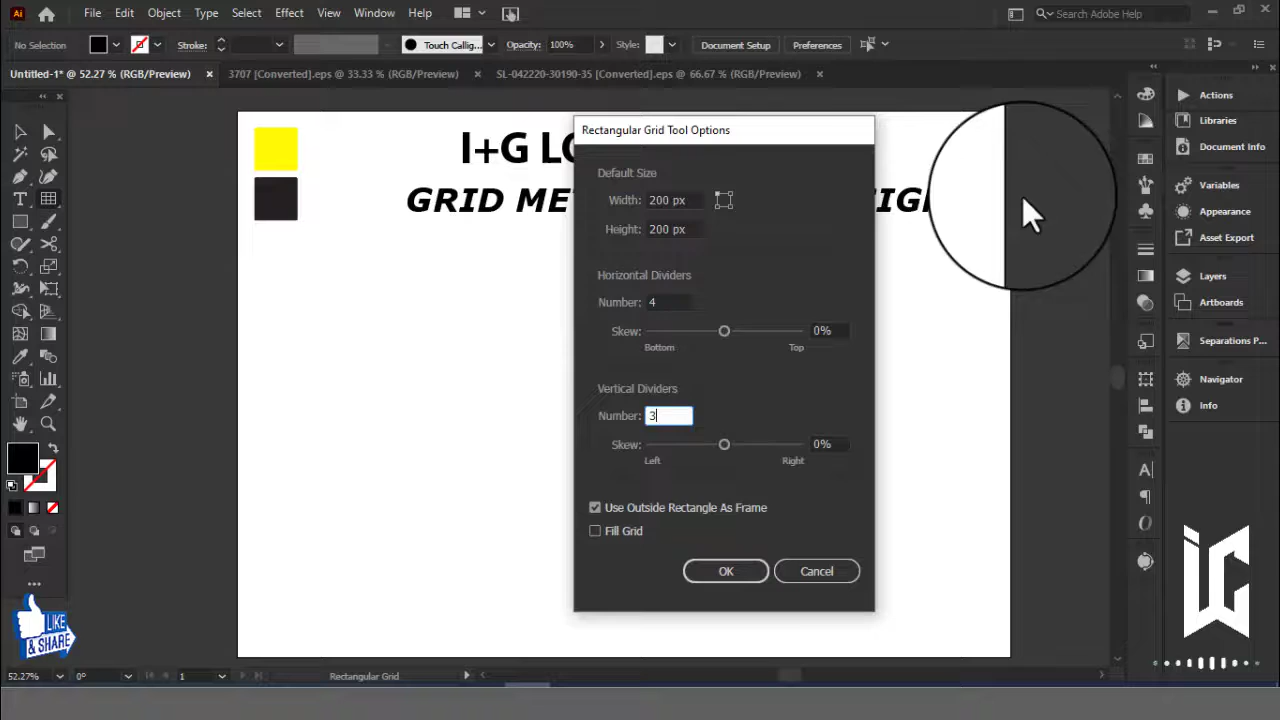 Ai File Edit Object Type Select Effect View Window Help Search Adobe Help
No Selection Stroke: Touch Callig... Opacity: 100% Style: Document Setup Preferences
Untitled-1* @ 52.27 % (RGB/Preview) 3707 [Converted].eps @ 33.33 % (RGB/Preview) SL-042220-30190-35 [Converted].eps @ 66.67 % (RGB/Preview)
I+G LO
GRID ME
Rectangular Grid Tool Options
Default Size
Width: 200 px
Height: 200 px
Horizontal Dividers
Number: 4
Skew: 0%
Bottom Top
Vertical Dividers
Number: 3
Skew: 0%
Left Right
Use Outside Rectangle As Frame
Fill Grid
OK Cancel
Actions
Libraries
Document Info
Variables
Appearance
Asset Export
Layers
Artboards
Separations P...
Navigator
Info
LIKE
& SHARE
52.27% 0° 1 Rectangular Grid